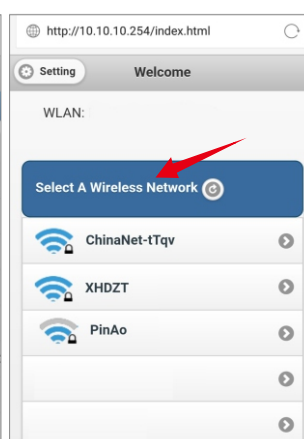 http://10.10.10.254/index.html
Setting
Welcome
WLAN:
Select A Wireless Network
ChinaNet-tTqv
XHDZT
PinAo